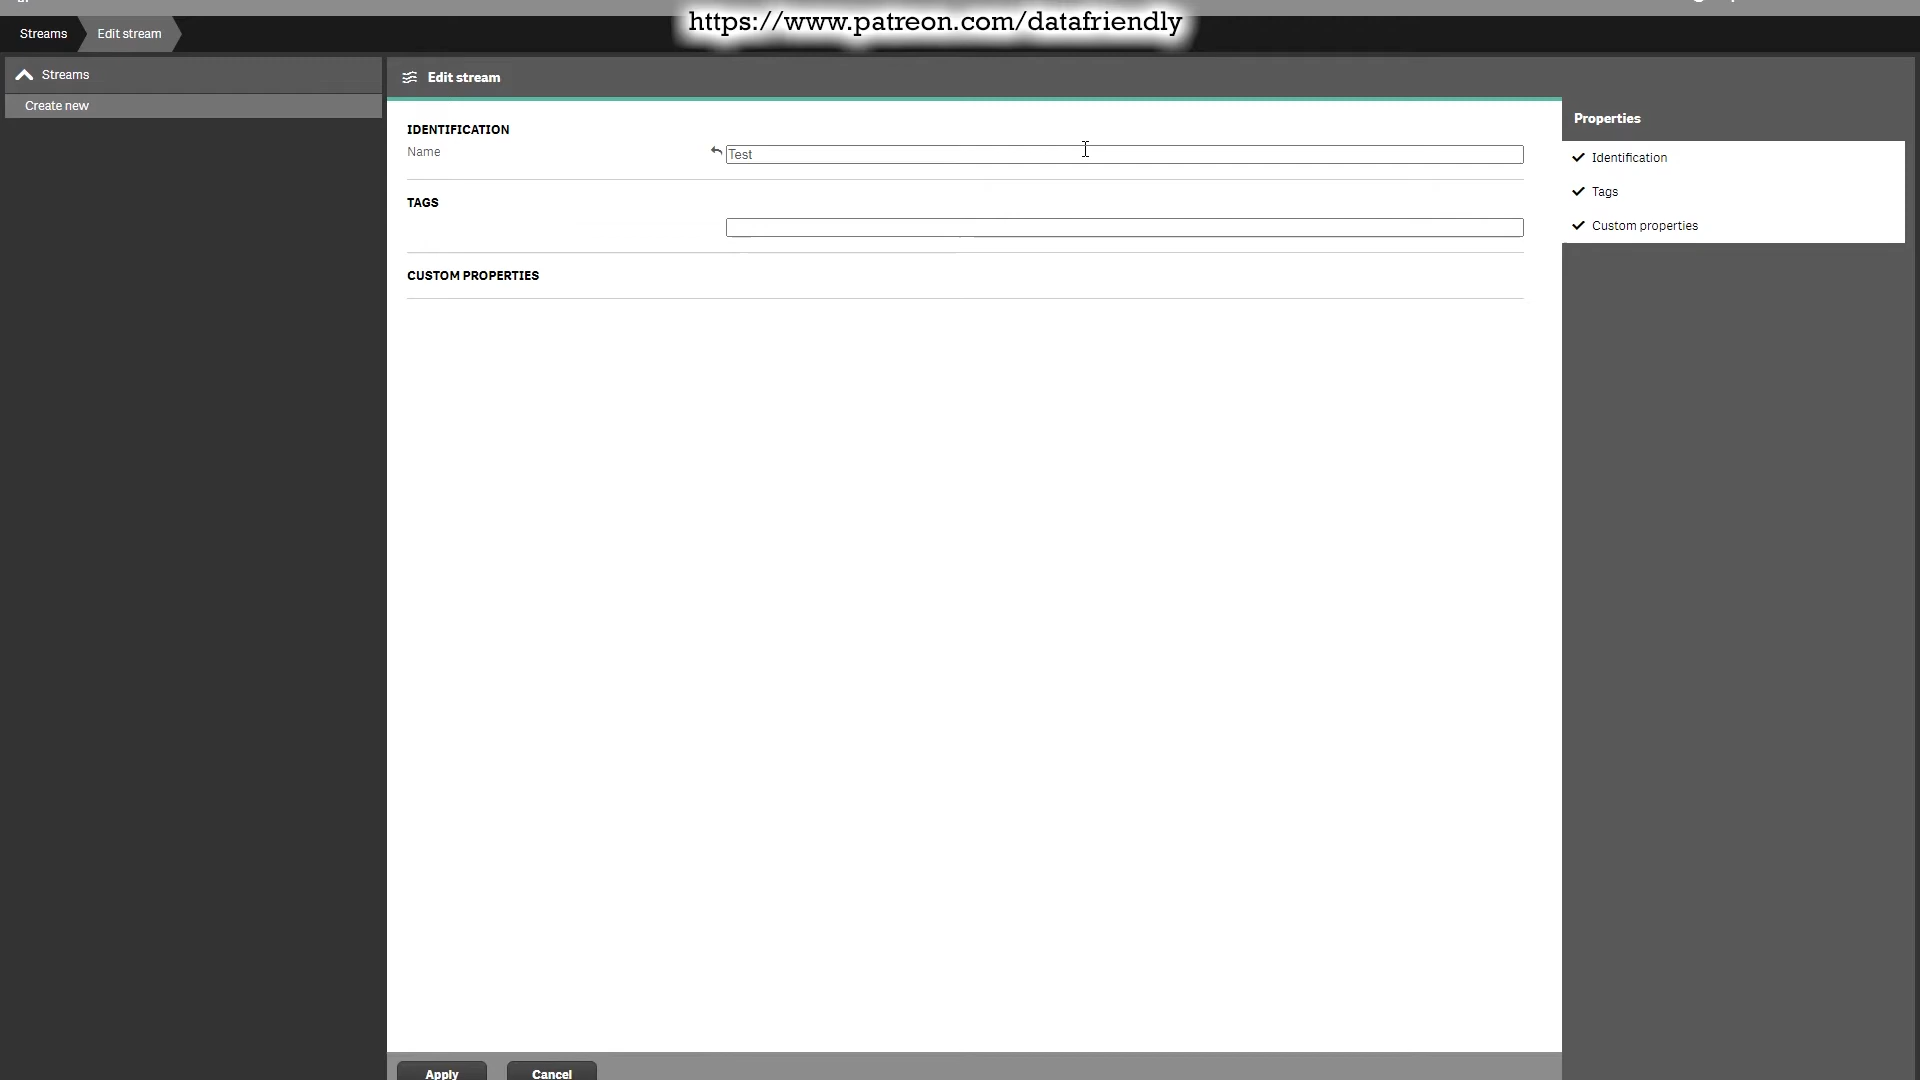 https://www.patreon.com/datafriendly
Streams
Edit stream
Streams
Create new
Edit stream
IDENTIFICATION
Name
Test
TAGS
CUSTOM PROPERTIES
Apply
Cancel
Properties
Identification
Tags
Custom properties